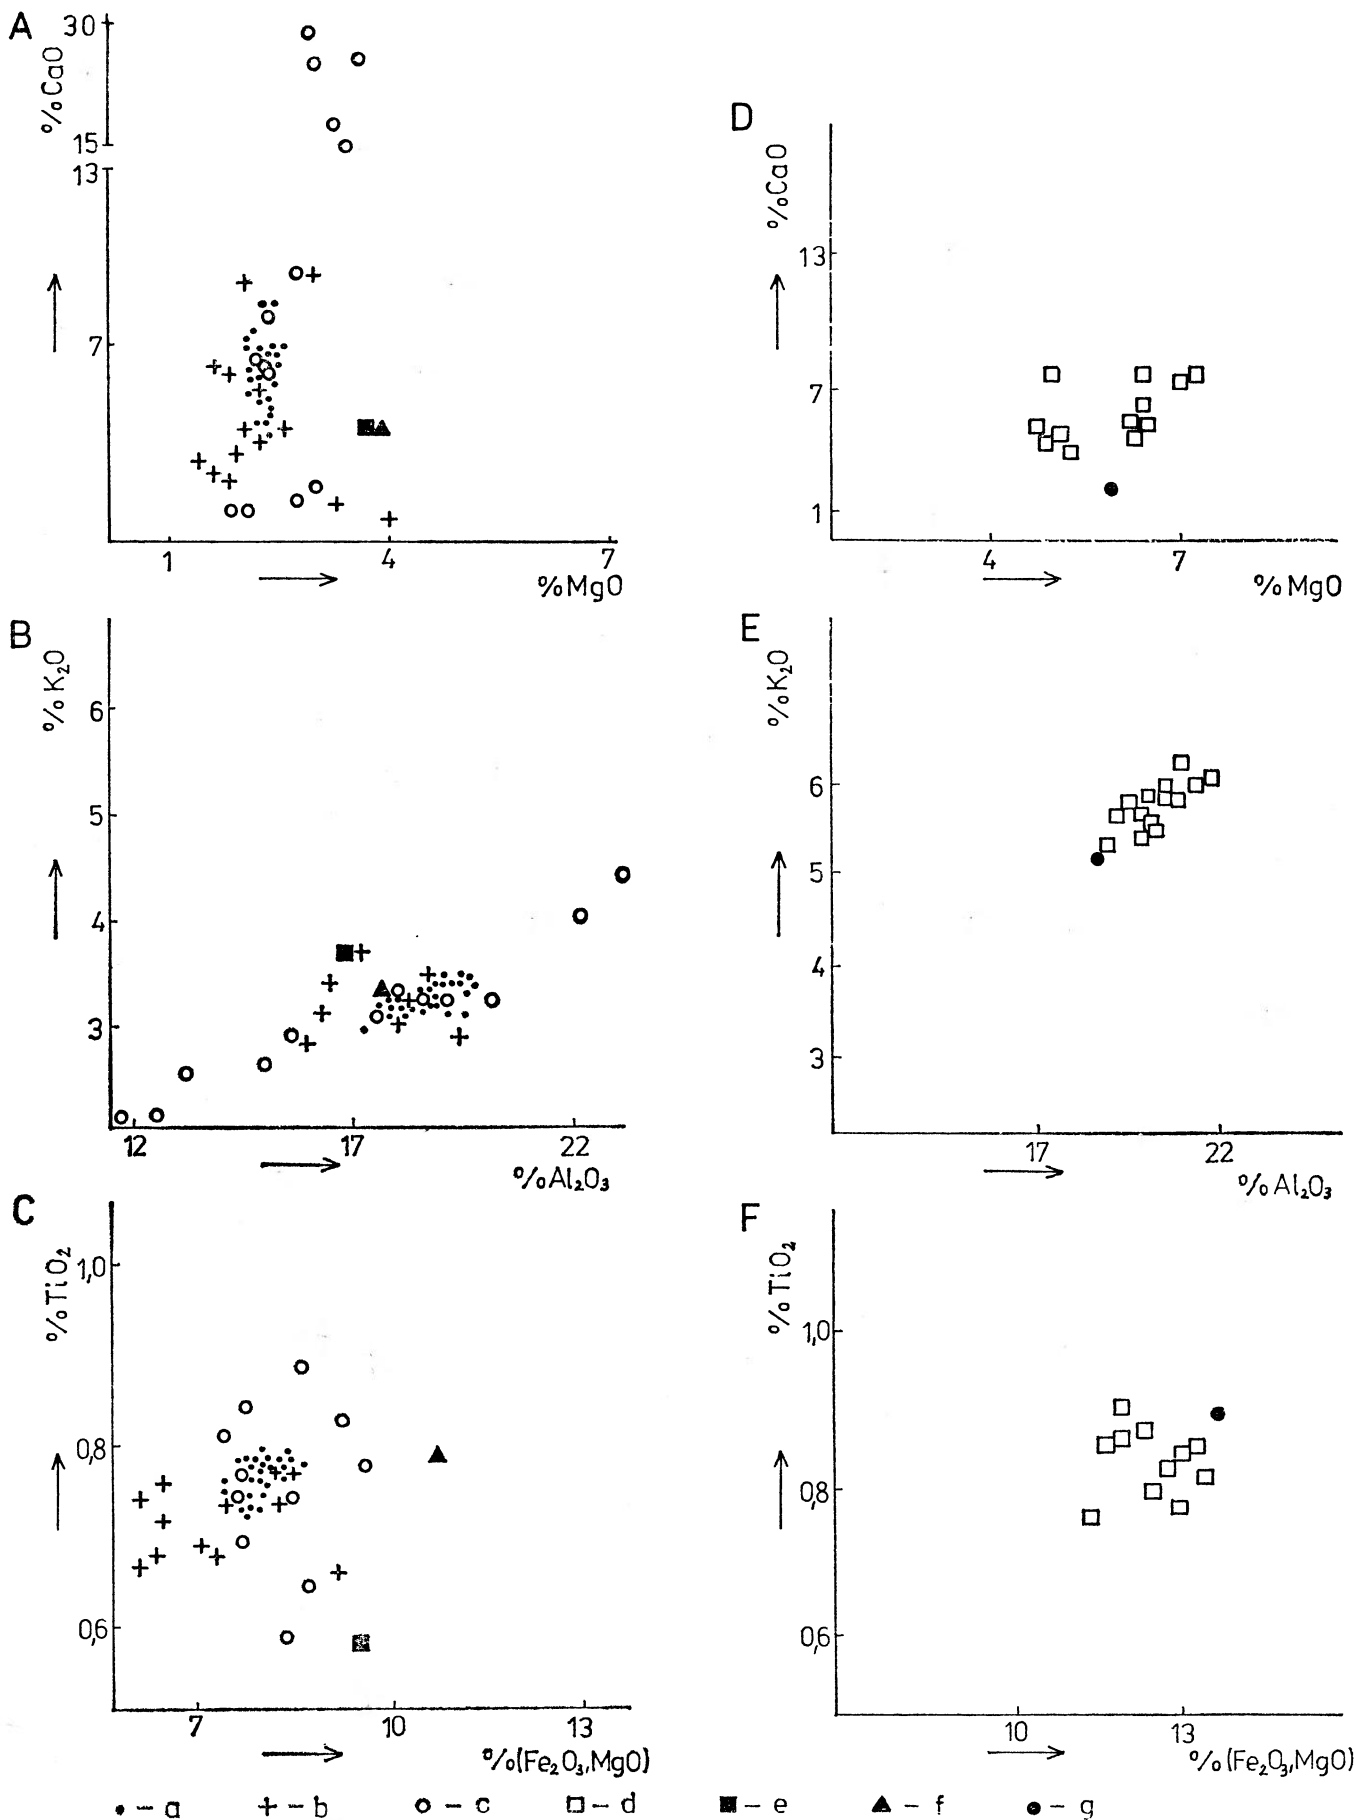 A
30
% CaO
15
13
7
1 4 7
% MgO
B
% K₂O
6
5
4
3
12 17 22
% Al₂O₃
C
% TiO₂
1,0
0,8
0,6
7 10 13
% (Fe₂O₃, MgO)
D
% CaO
13
7
1
4 7
% MgO
E
% K₂O
6
5
4
3
17 22
% Al₂O₃
F
% TiO₂
1,0
0,8
0,6
10 13
% (Fe₂O₃, MgO)
- a - b - c - d - e - f - g